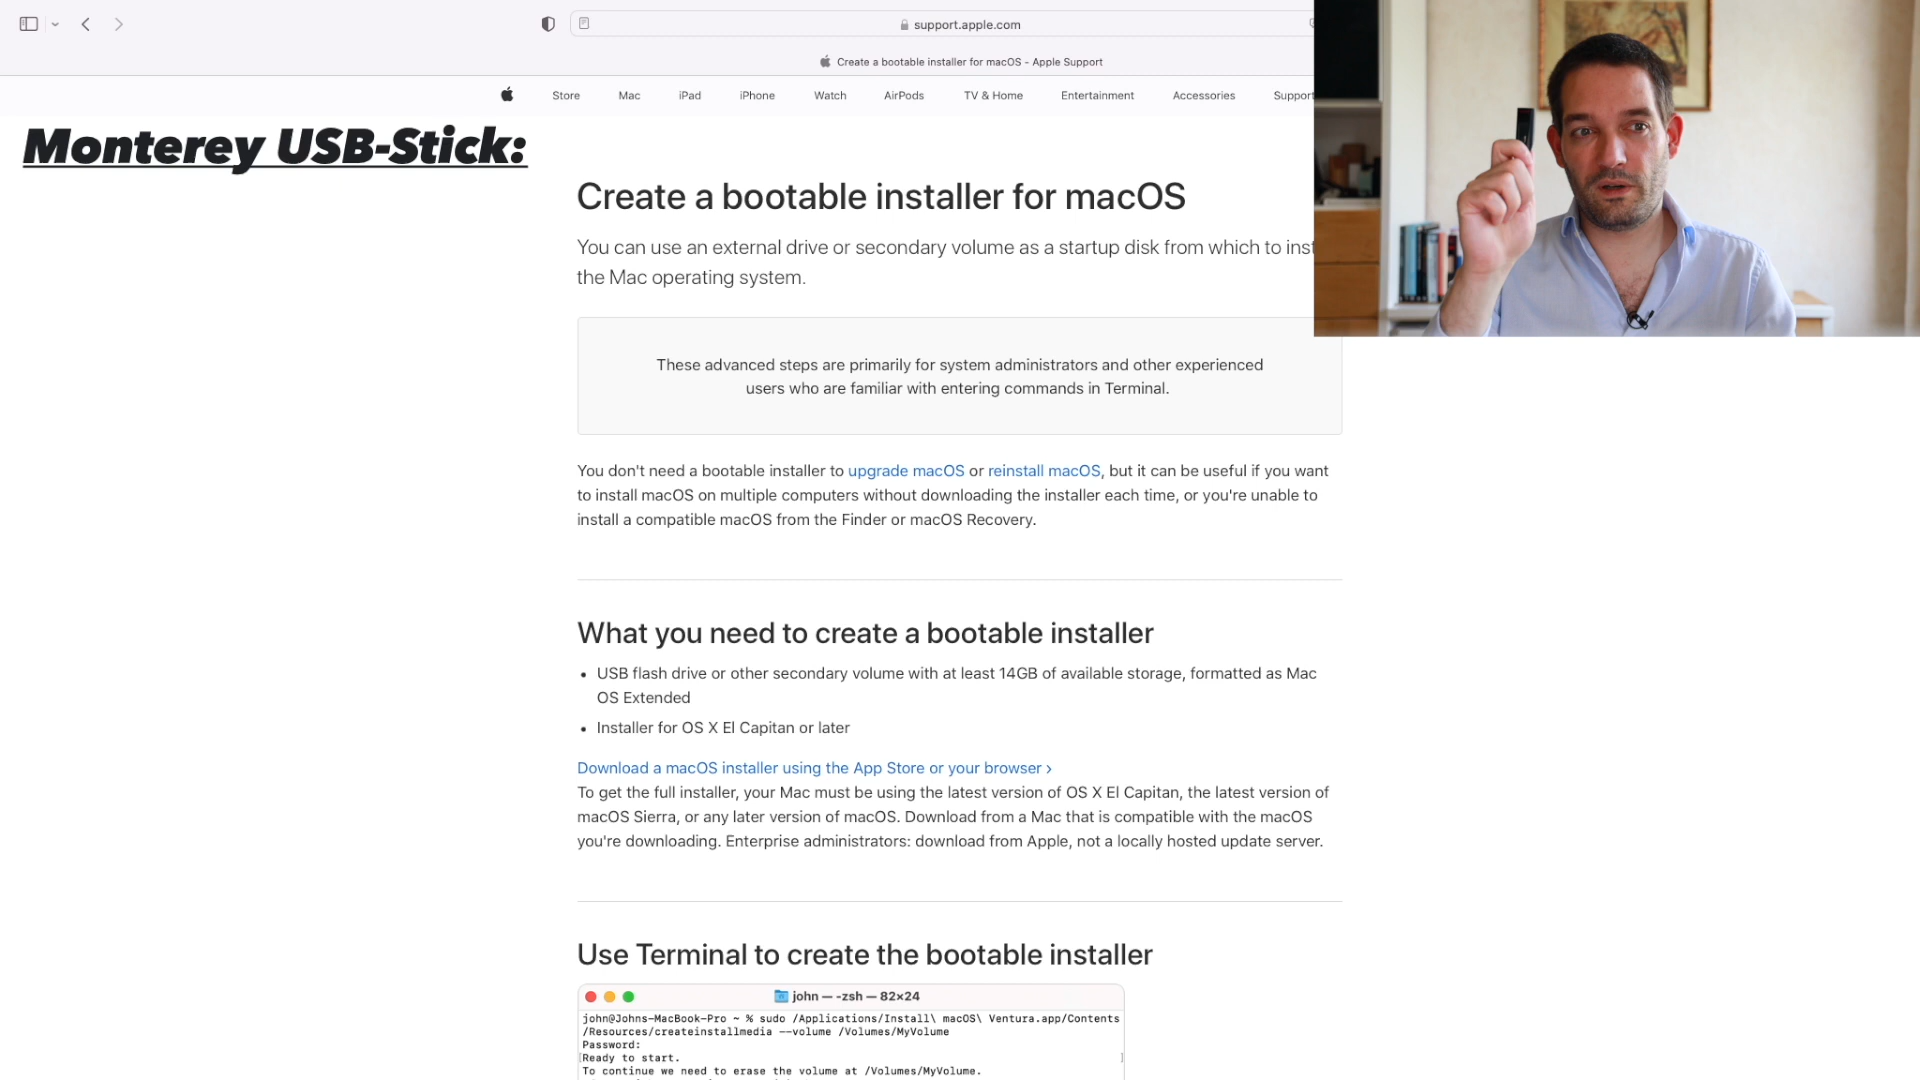 support.apple.com
Create a bootable installer for macOS - Apple Support
Store Mac iPad iPhone Watch AirPods TV & Home Entertainment Accessories Support
Monterey USB-Stick:
Create a bootable installer for macOS
You can use an external drive or secondary volume as a startup disk from which to inst
the Mac operating system.
These advanced steps are primarily for system administrators and other experienced
users who are familiar with entering commands in Terminal.
You don't need a bootable installer to upgrade macOS or reinstall macOS, but it can be useful if you want
to install macOS on multiple computers without downloading the installer each time, or you're unable to
install a compatible macOS from the Finder or macOS Recovery.
What you need to create a bootable installer
• USB flash drive or other secondary volume with at least 14GB of available storage, formatted as Mac
OS Extended
• Installer for OS X El Capitan or later
Download a macOS installer using the App Store or your browser ›
To get the full installer, your Mac must be using the latest version of OS X El Capitan, the latest version of
macOS Sierra, or any later version of macOS. Download from a Mac that is compatible with the macOS
you're downloading. Enterprise administrators: download from Apple, not a locally hosted update server.
Use Terminal to create the bootable installer
john — -zsh — 82×24
john@Johns-MacBook-Pro ~ % sudo /Applications/Install\ macOS\ Ventura.app/Contents
/Resources/createinstallmedia --volume /Volumes/MyVolume
Password:
[Ready to start. ]
To continue we need to erase the volume at /Volumes/MyVolume.